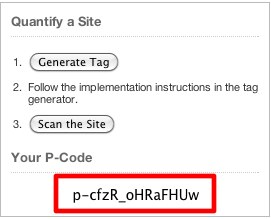 Quantify a Site
1. Generate Tag
2. Follow the implementation instructions in the tag
generator.
3. Scan the Site
Your P-Code
p-cfzR_oHRaFHUw